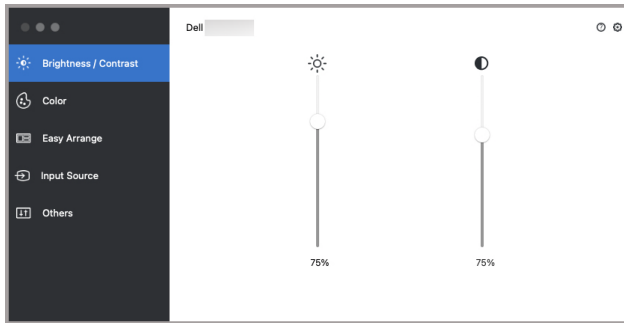 Dell
Brightness / Contrast
Color
Easy Arrange
Input Source
Others
75%
75%